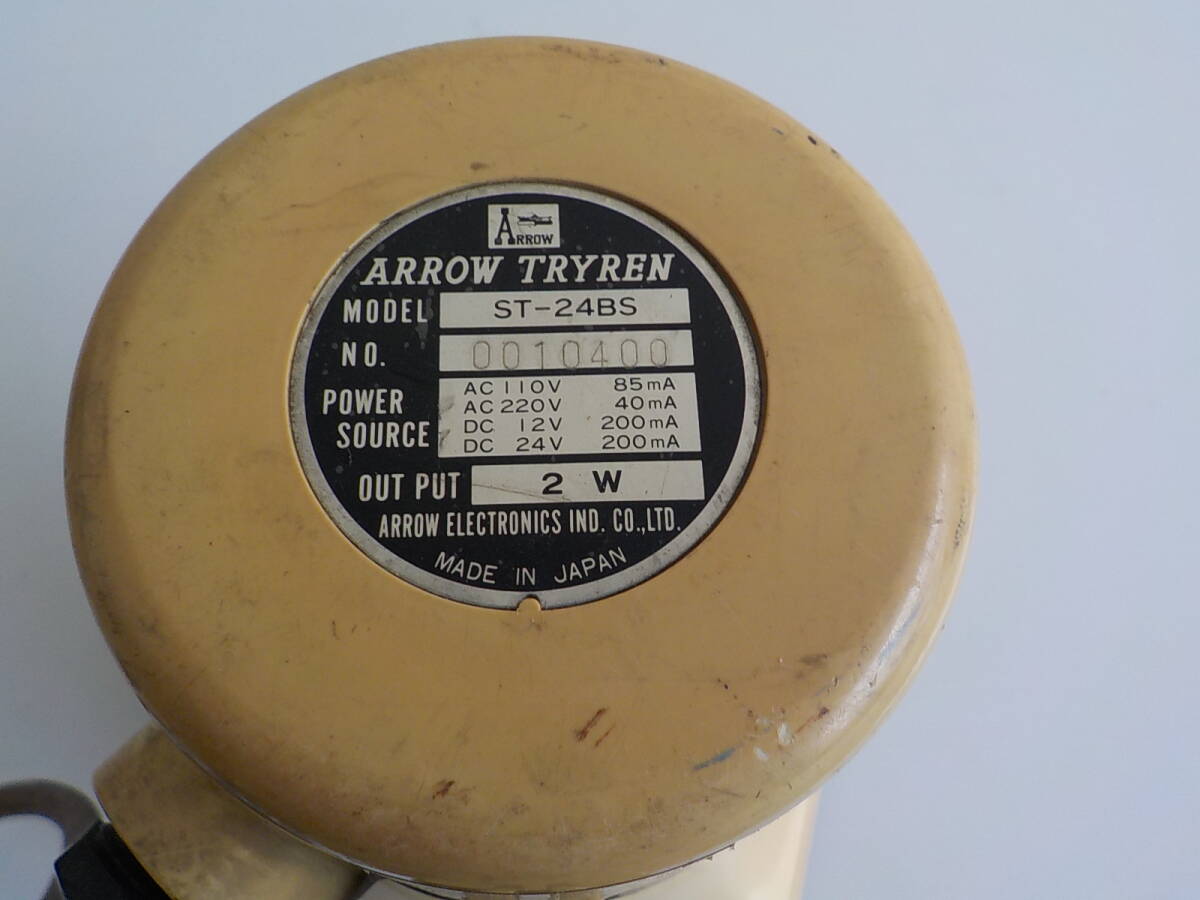 ARROW
ARROW TRYREN
MODEL ST-24BS
NO. 0010400
POWER SOURCE
AC 110V 85mA
AC 220V 40mA
DC 12V 200mA
DC 24V 200mA
OUT PUT 2 W
ARROW ELECTRONICS IND. CO.,LTD.
MADE IN JAPAN